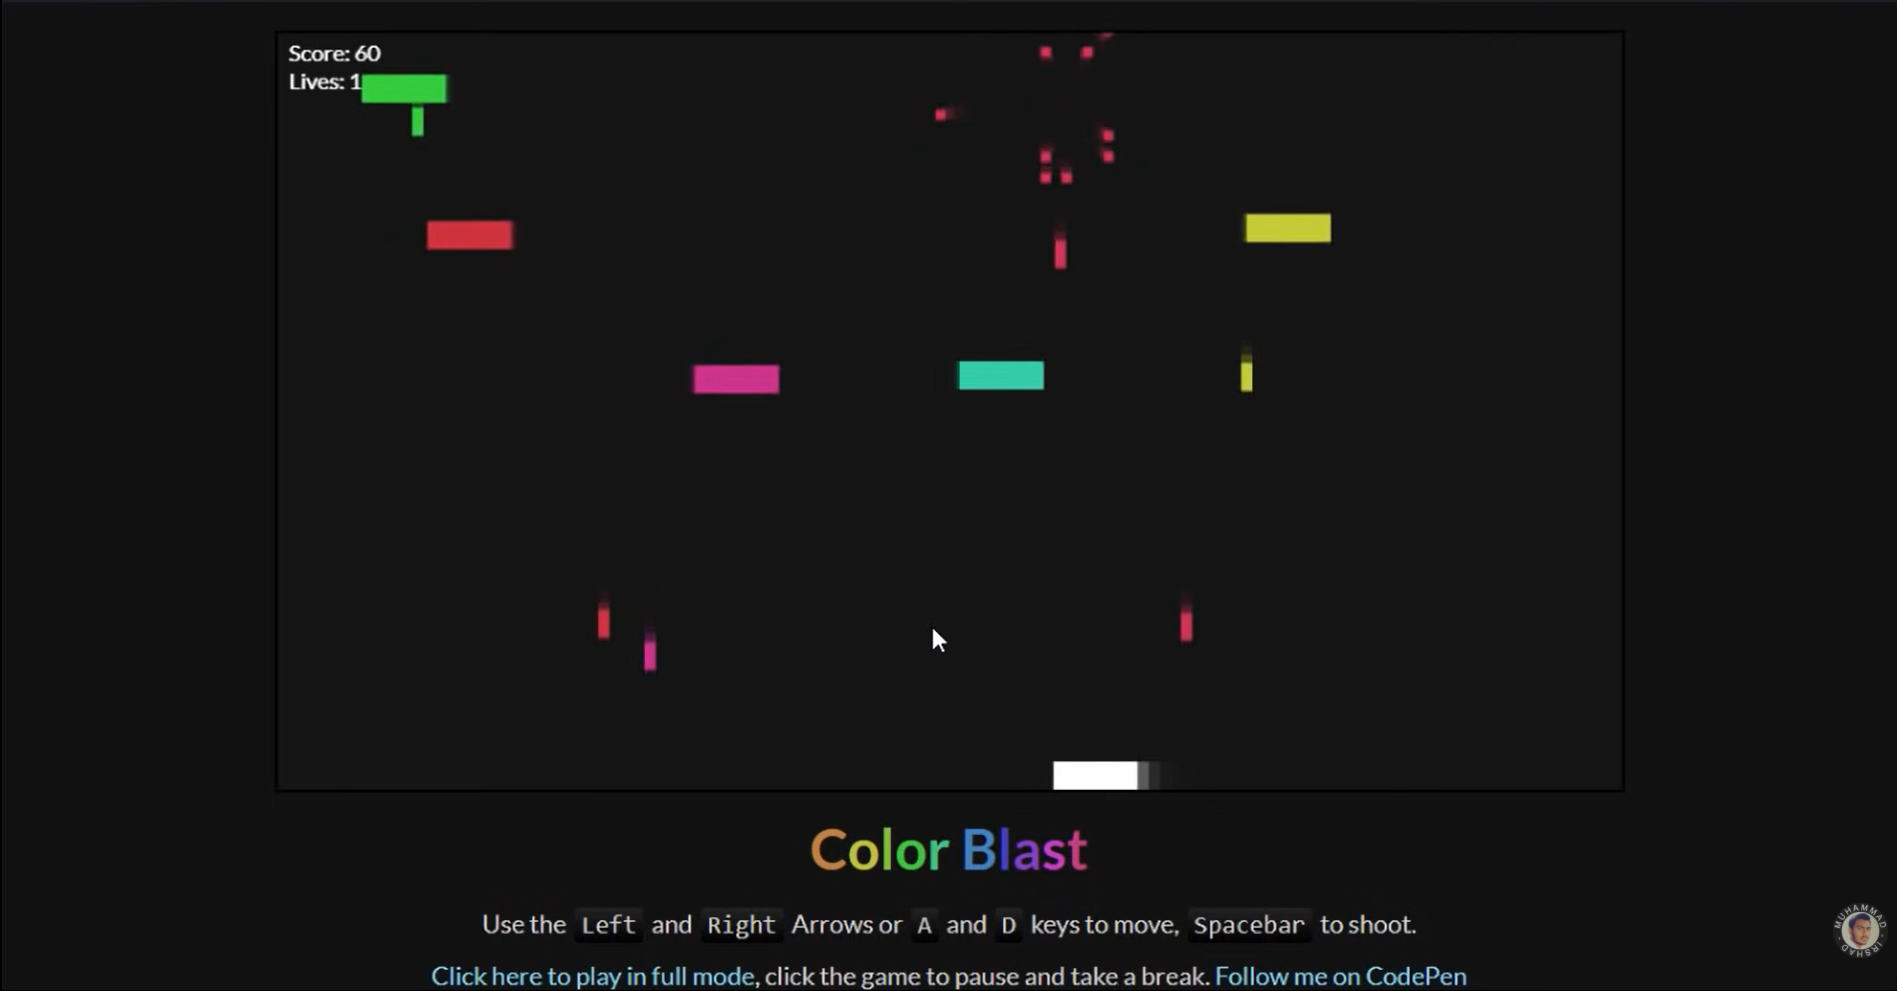 Score: 60
Lives: 1
Color Blast
Use the Left and Right Arrows or A and D keys to move, Spacebar to shoot.
Click here to play in full mode, click the game to pause and take a break. Follow me on CodePen
MUHAMMAD
IRSHAD